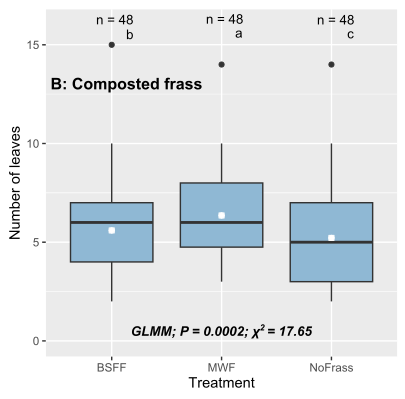 n = 48 n = 48 n = 48
b a c
15
B: Composted frass
10
5
0
Number of leaves
GLMM; P = 0.0002; χ² = 17.65
BSFF MWF NoFrass
Treatment